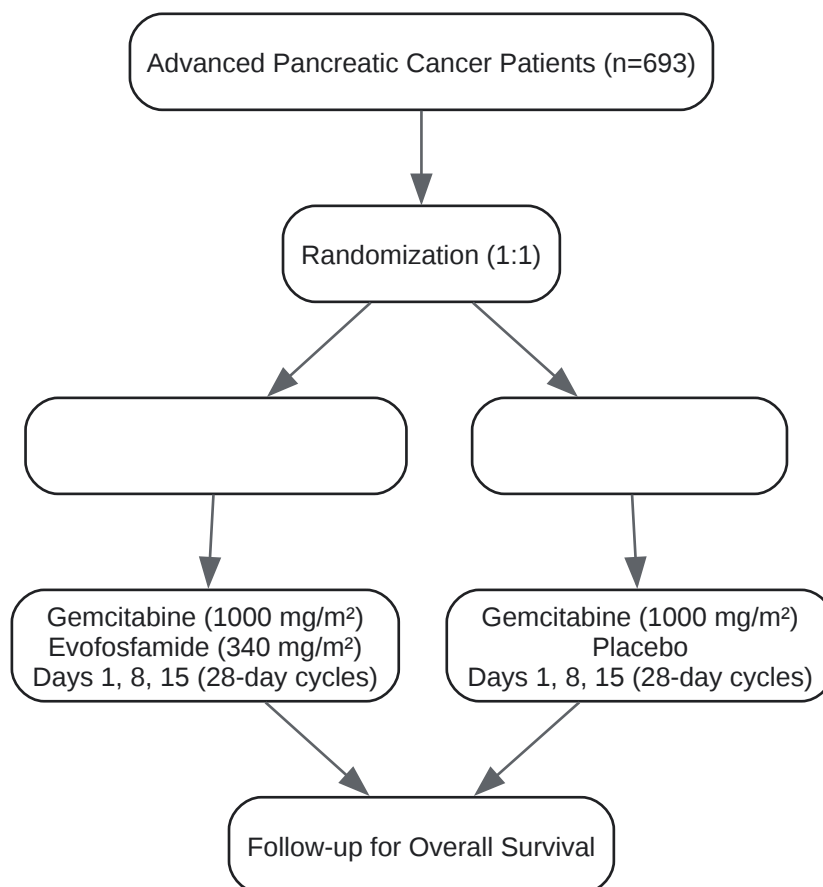 Advanced Pancreatic Cancer Patients (n=693)
Randomization (1:1)
Gemcitabine (1000 mg/m²)
Evofosfamide (340 mg/m²)
Days 1, 8, 15 (28-day cycles)
Gemcitabine (1000 mg/m²)
Placebo
Days 1, 8, 15 (28-day cycles)
Follow-up for Overall Survival